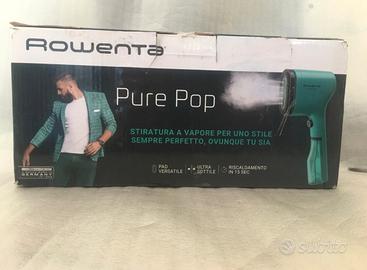 Rowenta
Pure Pop
STIRATURA A VAPORE PER UNO STILE
SEMPRE PERFETTO, OVUNQUE TU SIA
PAD
VERSATILE
ULTRA
SOTTILE
RISCALDAMENTO
IN 15 SEC
GERMANY
subito